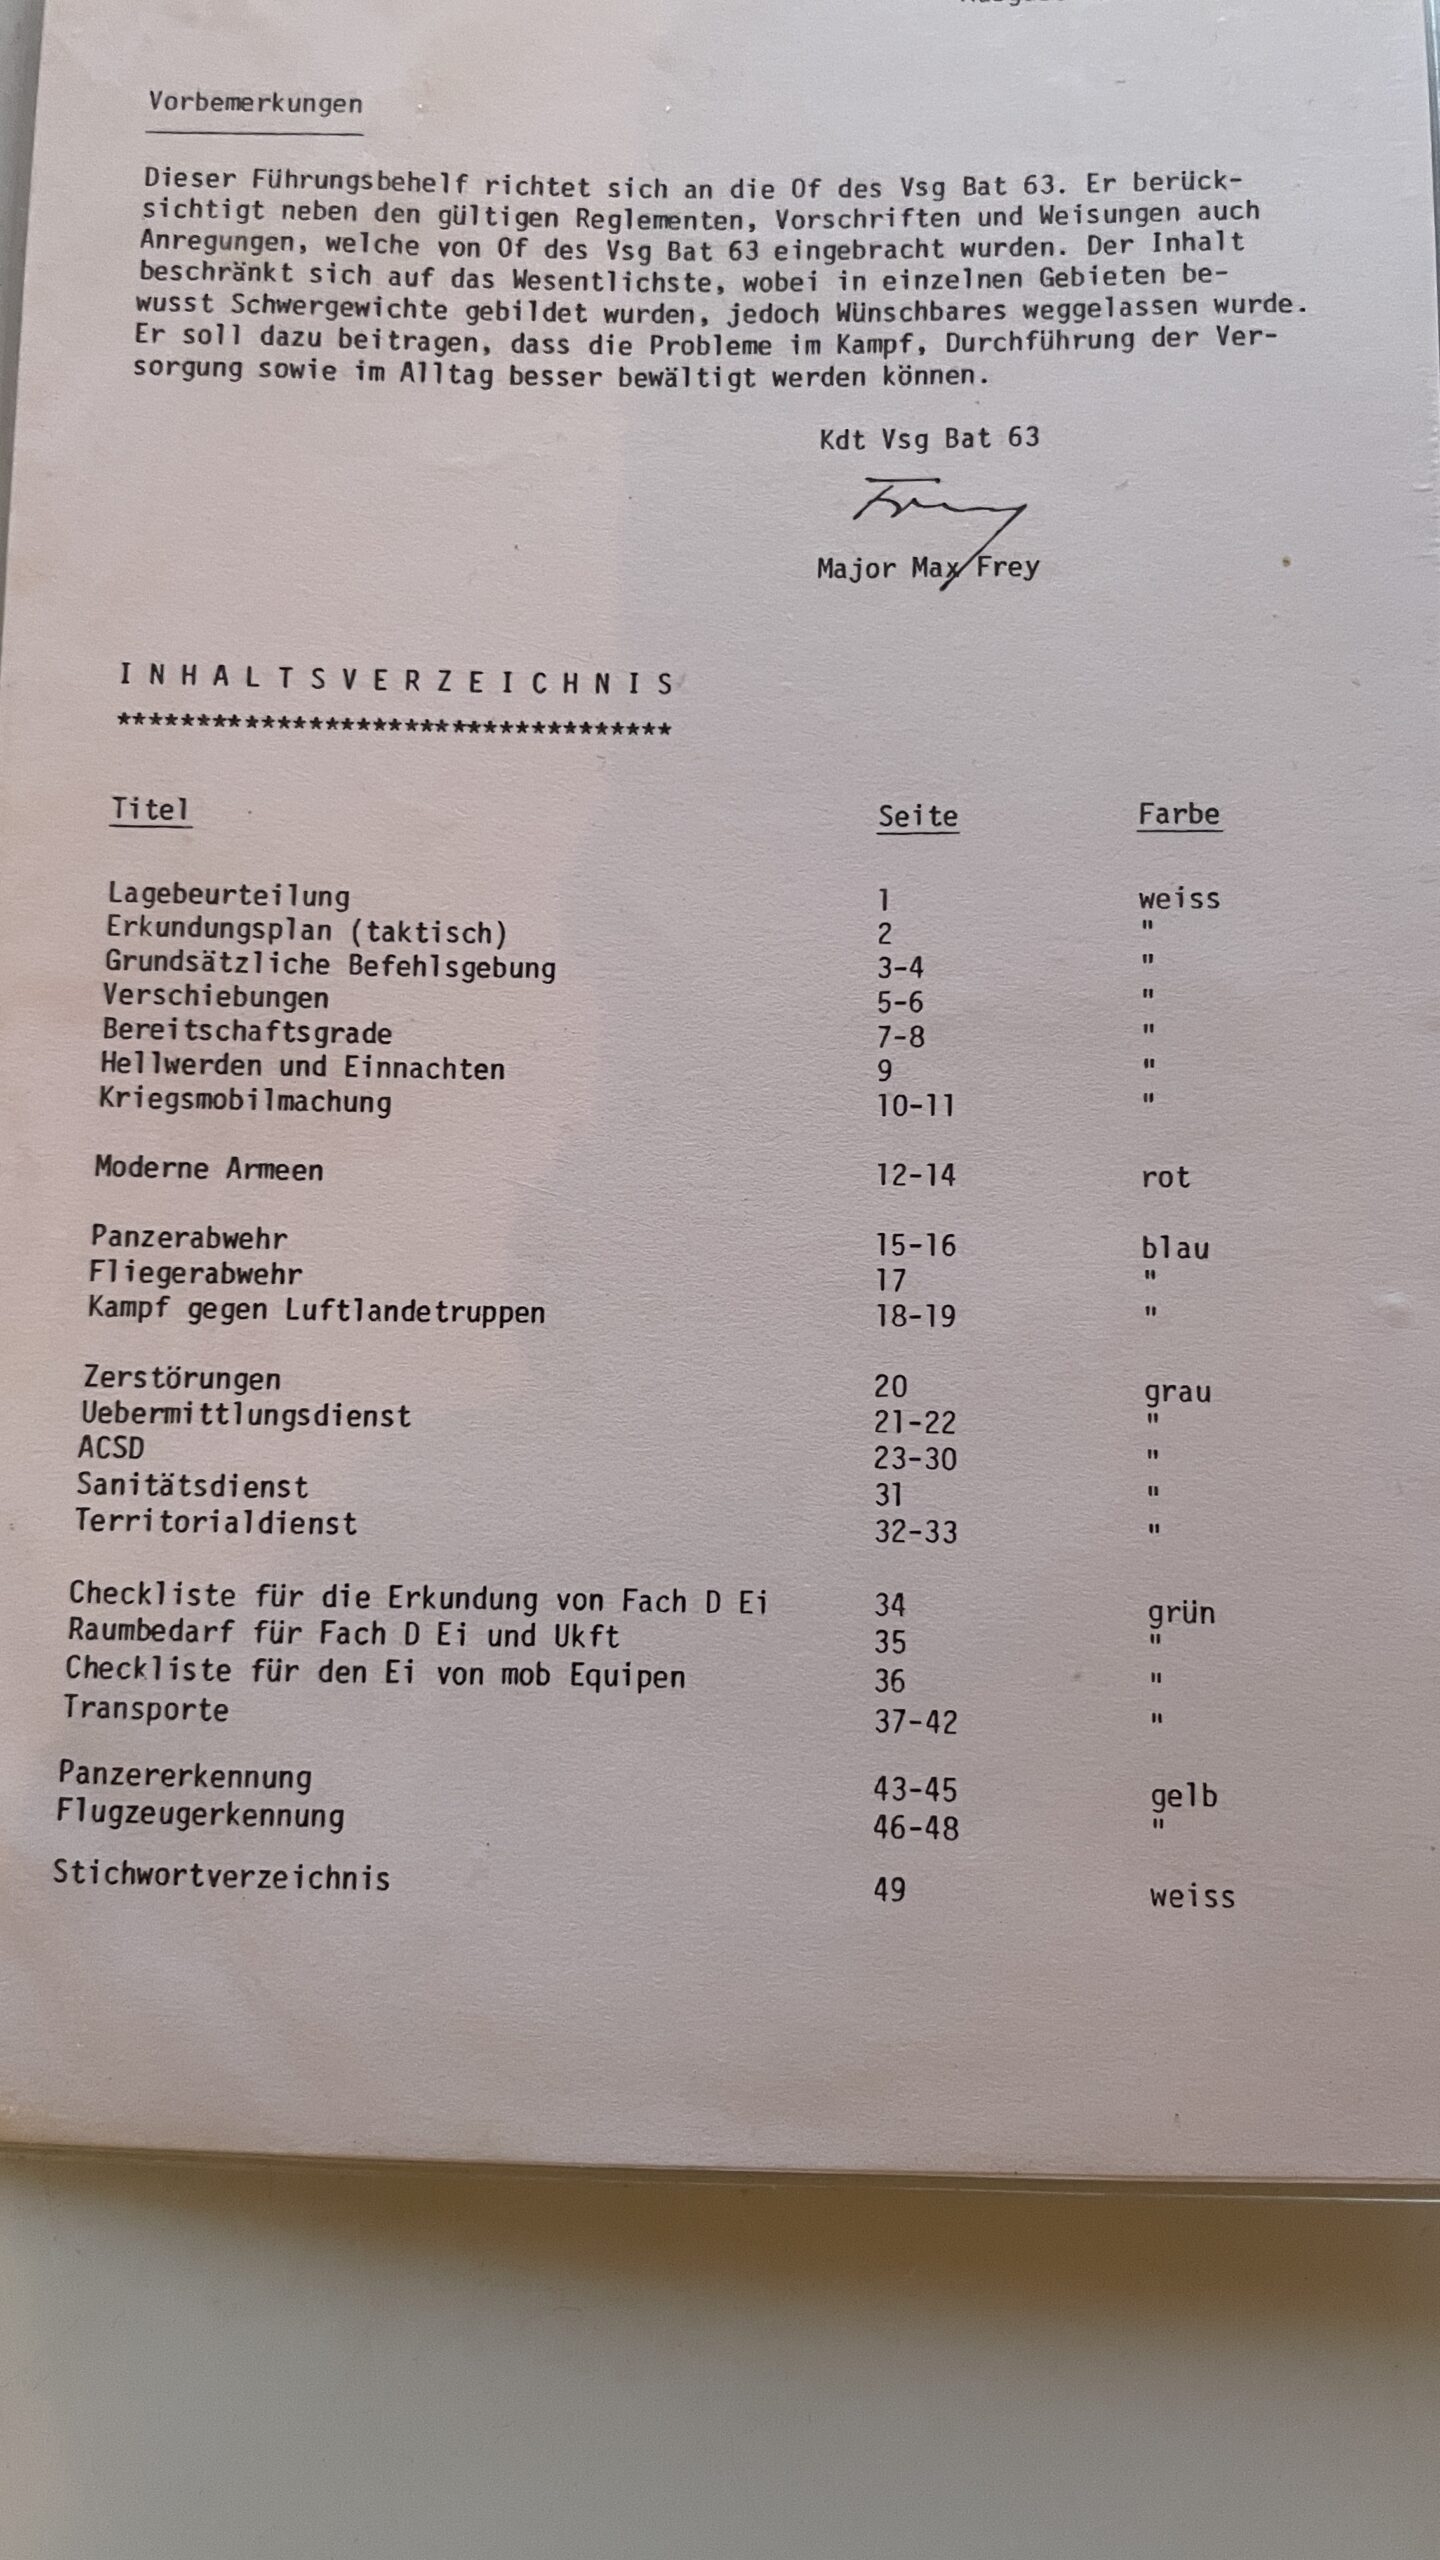 Vorbemerkungen
Dieser Führungsbehelf richtet sich an die Of des Vsg Bat 63. Er berück-
sichtigt neben den gültigen Reglementen, Vorschriften und Weisungen auch
Anregungen, welche von Of des Vsg Bat 63 eingebracht wurden. Der Inhalt
beschränkt sich auf das Wesentlichste, wobei in einzelnen Gebieten be-
wusst Schwergewichte gebildet wurden, jedoch Wünschbares weggelassen wurde.
Er soll dazu beitragen, dass die Probleme im Kampf, Durchführung der Ver-
sorgung sowie im Alltag besser bewältigt werden können.
Kdt Vsg Bat 63
Frey
Major Max Frey
I N H A L T S V E R Z E I C H N I S
***********************************
Titel Seite Farbe
Lagebeurteilung 1 weiss
Erkundungsplan (taktisch) 2 "
Grundsätzliche Befehlsgebung 3-4 "
Verschiebungen 5-6 "
Bereitschaftsgrade 7-8 "
Hellwerden und Einnachten 9 "
Kriegsmobilmachung 10-11 "
Moderne Armeen 12-14 rot
Panzerabwehr 15-16 blau
Fliegerabwehr 17 "
Kampf gegen Luftlandetruppen 18-19 "
Zerstörungen 20 grau
Uebermittlungsdienst 21-22 "
ACSD 23-30 "
Sanitätsdienst 31 "
Territorialdienst 32-33 "
Checkliste für die Erkundung von Fach D Ei 34 grün
Raumbedarf für Fach D Ei und Ukft 35 "
Checkliste für den Ei von mob Equipen 36 "
Transporte 37-42 "
Panzererkennung 43-45 gelb
Flugzeugerkennung 46-48 "
Stichwortverzeichnis 49 weiss